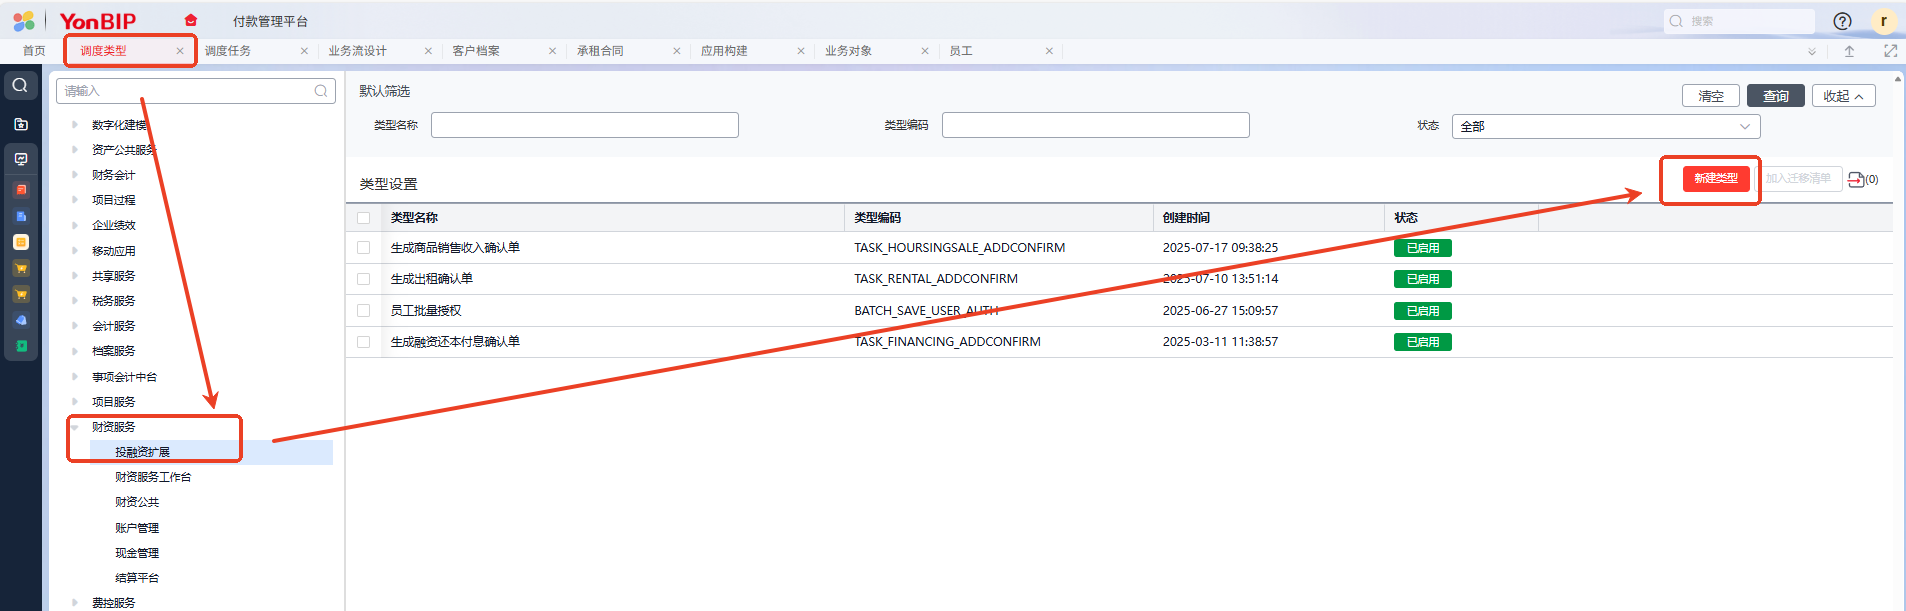 YonBIP 付款管理平台 搜索 r
首页 调度类型 调度任务 业务流设计 客户档案 承租合同 应用构建 业务对象 员工
请输入
数字化建模
资产公共服务
财务会计
项目过程
企业绩效
移动应用
共享服务
税务服务
会计服务
档案服务
事项会计中台
项目服务
财资服务
投融资扩展
财资服务工作台
财资公共
账户管理
现金管理
结算平台
费控服务
默认筛选
清空 查询 收起
类型名称 类型编码 状态 全部
类型设置 新建类型 加入迁移清单 (0)
类型名称 类型编码 创建时间 状态
生成商品销售收入确认单 TASK_HOURSINGSALE_ADDCONFIRM 2025-07-17 09:38:25 已启用
生成出租确认单 TASK_RENTAL_ADDCONFIRM 2025-07-10 13:51:14 已启用
员工批量授权 BATCH_SAVE_USER_AUTH 2025-06-27 15:09:57 已启用
生成融资还本付息确认单 TASK_FINANCING_ADDCONFIRM 2025-03-11 11:38:57 已启用